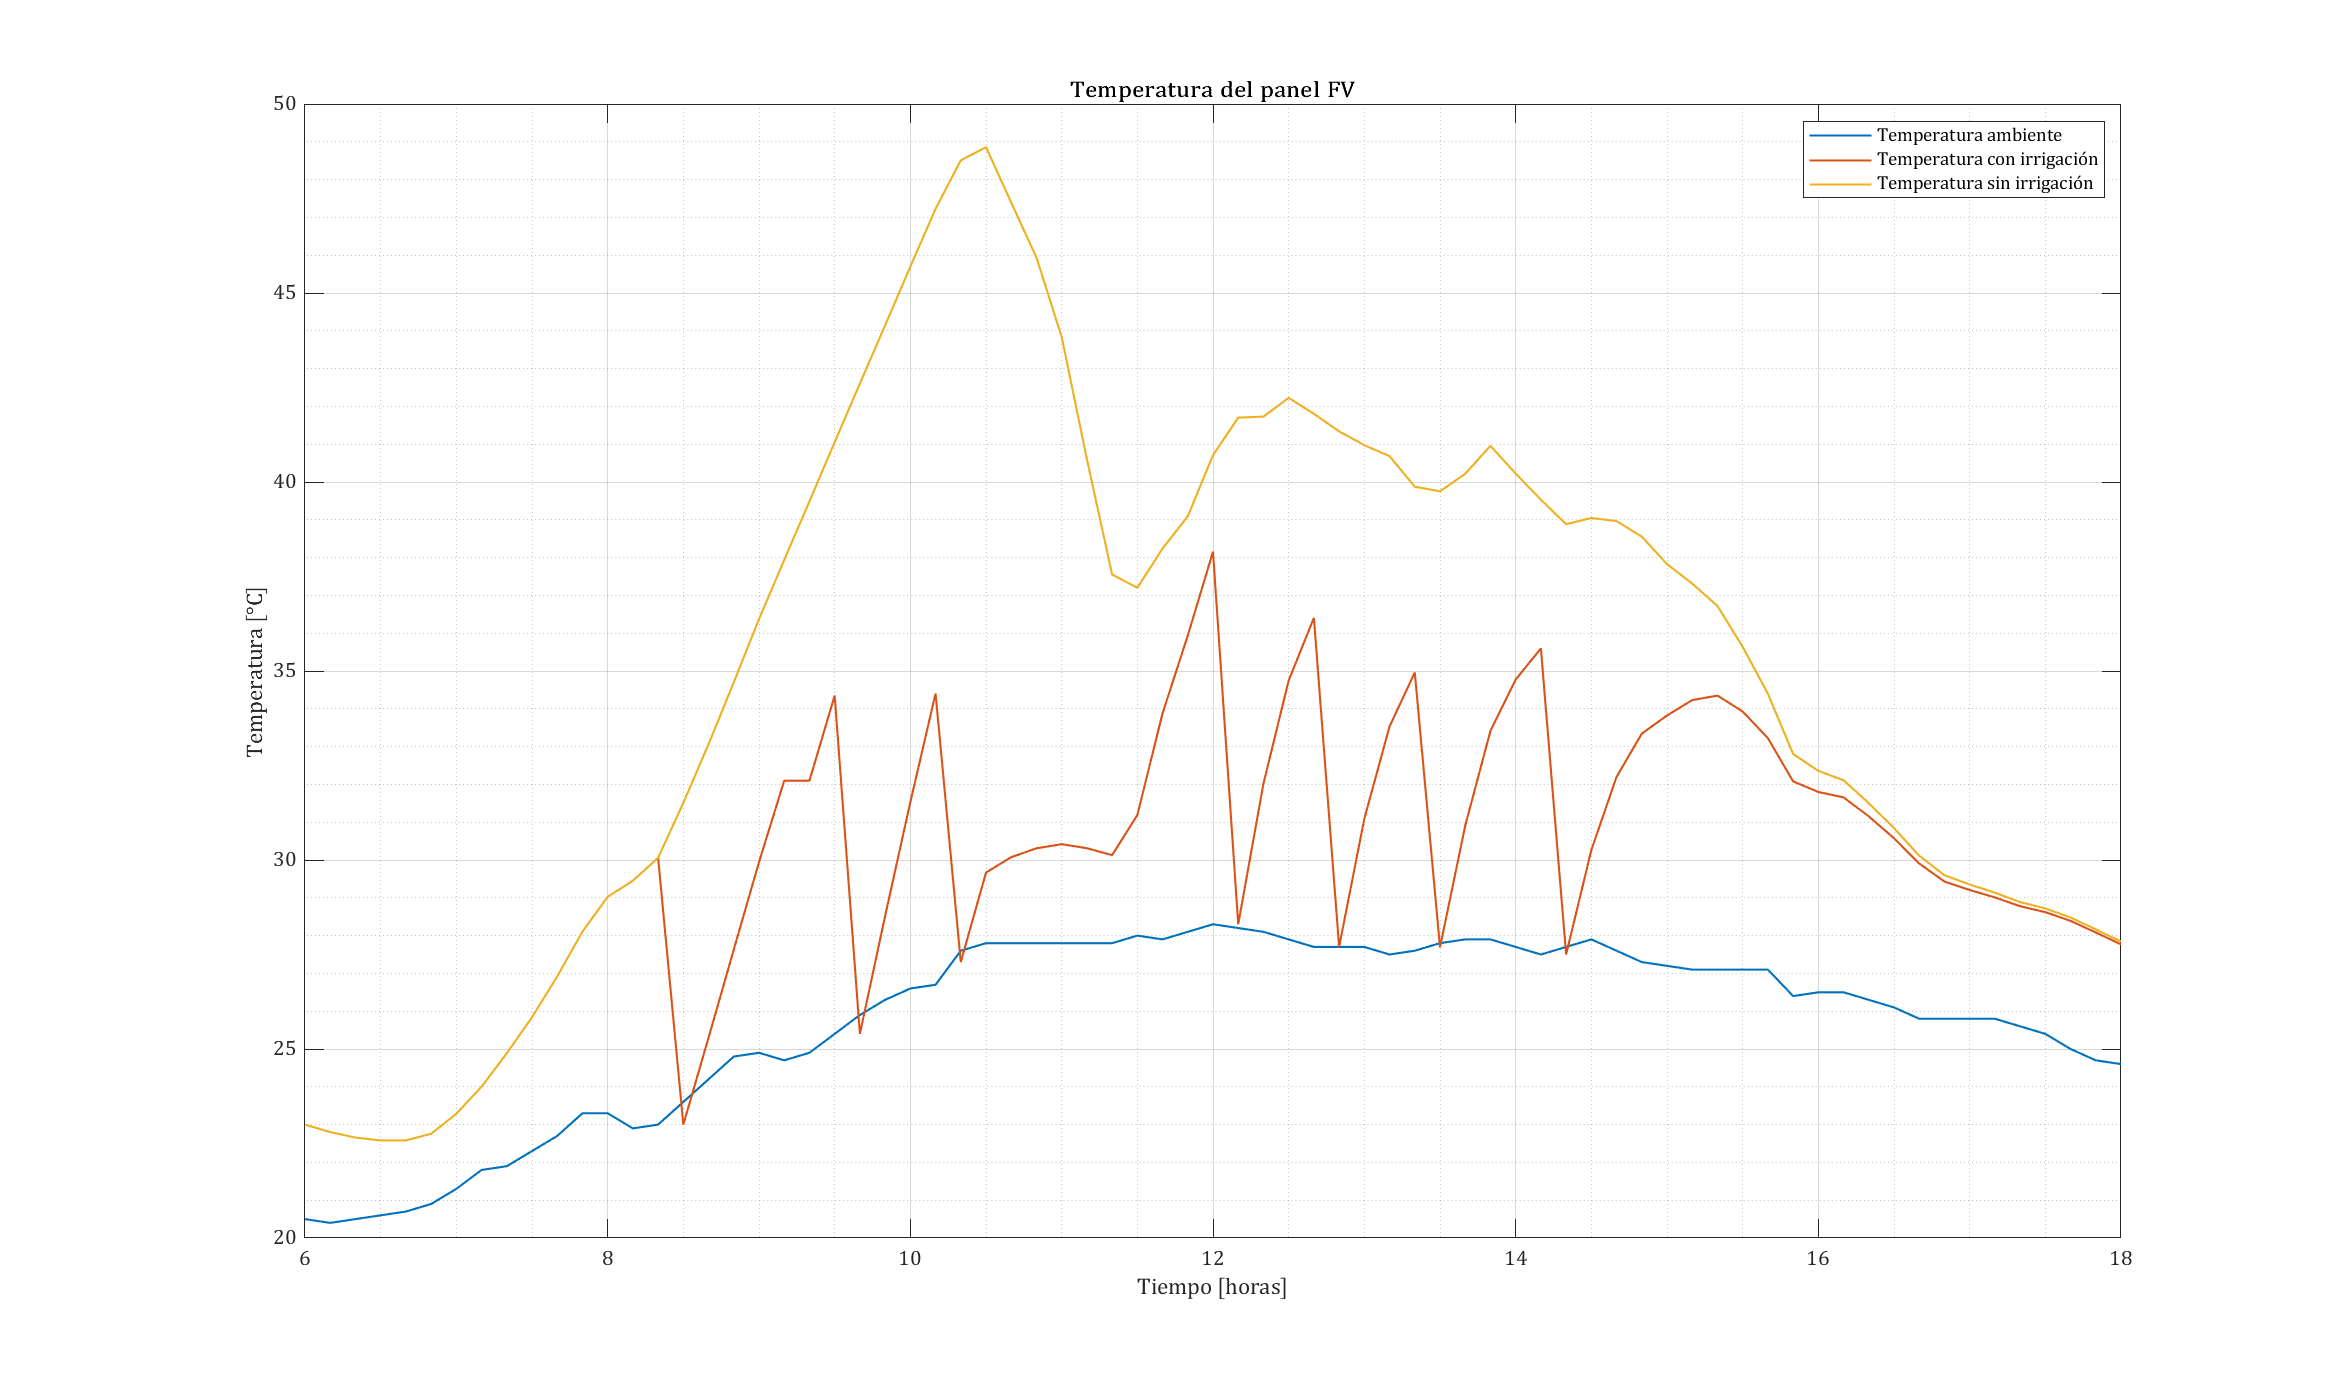 Temperatura del panel FV
50
45
40
35
30
25
20
Temperatura [°C]
Temperatura ambiente
Temperatura con irrigación
Temperatura sin irrigación
6 8 10 12 14 16 18
Tiempo [horas]